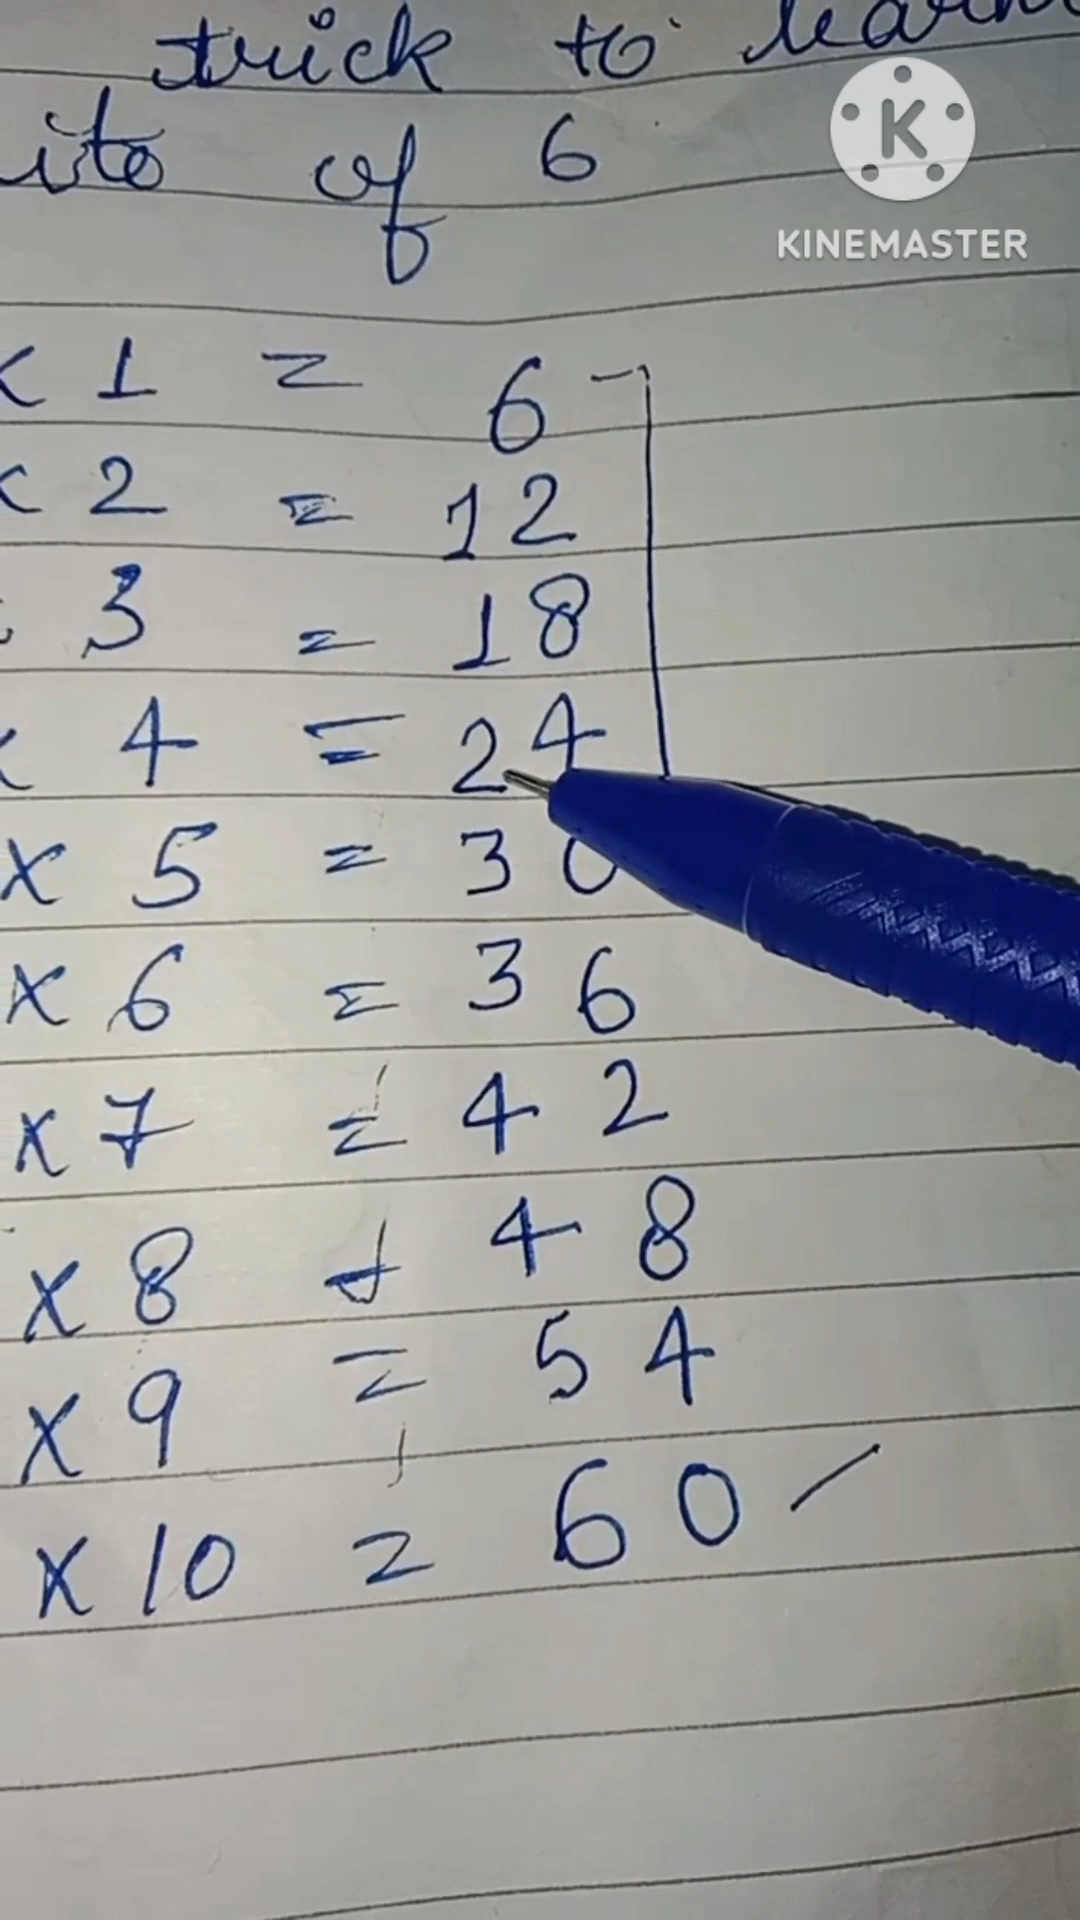 trick to learn
ite of 6
K
KINEMASTER
x 1 = 6
x 2 = 12
x 3 = 18
x 4 = 24
x 5 = 30
x 6 = 36
x 7 = 42
x 8 = 48
x 9 = 54
x 10 = 60